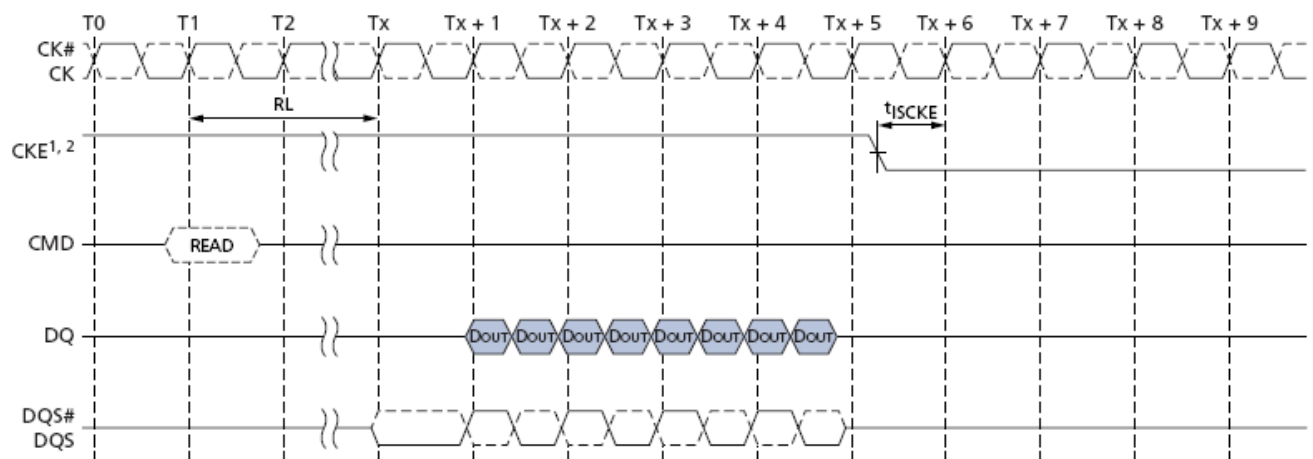 T0 T1 T2 Tx Tx + 1 Tx + 2 Tx + 3 Tx + 4 Tx + 5 Tx + 6 Tx + 7 Tx + 8 Tx + 9
CK#
CK
RL
tISCKE
CKE1, 2
CMD READ
DQ DOUT DOUT DOUT DOUT DOUT DOUT DOUT DOUT
DQS#
DQS